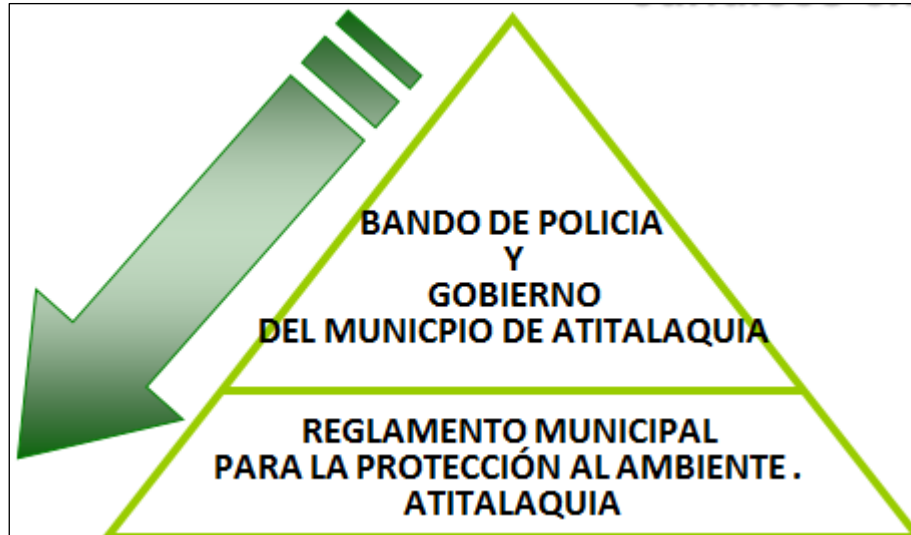 BANDO DE POLICIA
Y
GOBIERNO
DEL MUNICPIO DE ATITALAQUIA
REGLAMENTO MUNICIPAL
PARA LA PROTECCIÓN AL AMBIENTE .
ATITALAQUIA